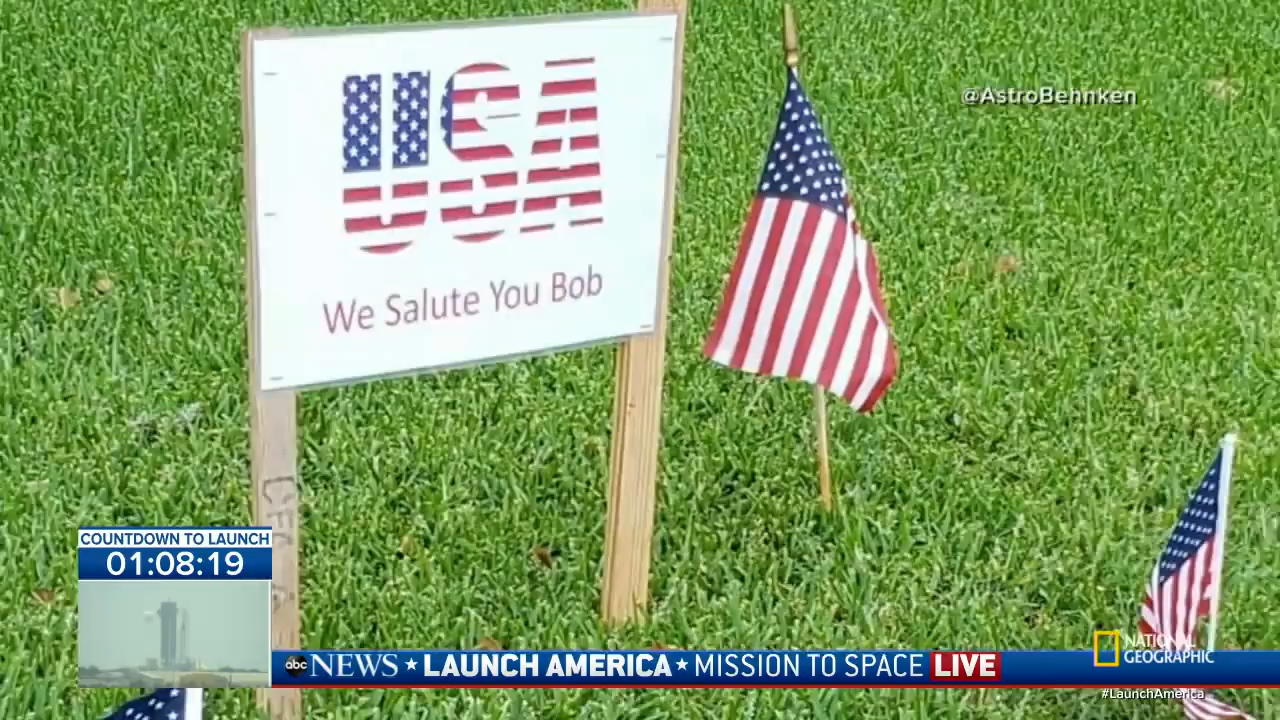 USA
We Salute You Bob
@AstroBehnken
COUNTDOWN TO LAUNCH
01:08:19
abc NEWS ★ LAUNCH AMERICA ★ MISSION TO SPACE LIVE
NATIONAL
GEOGRAPHIC
#LaunchAmerica